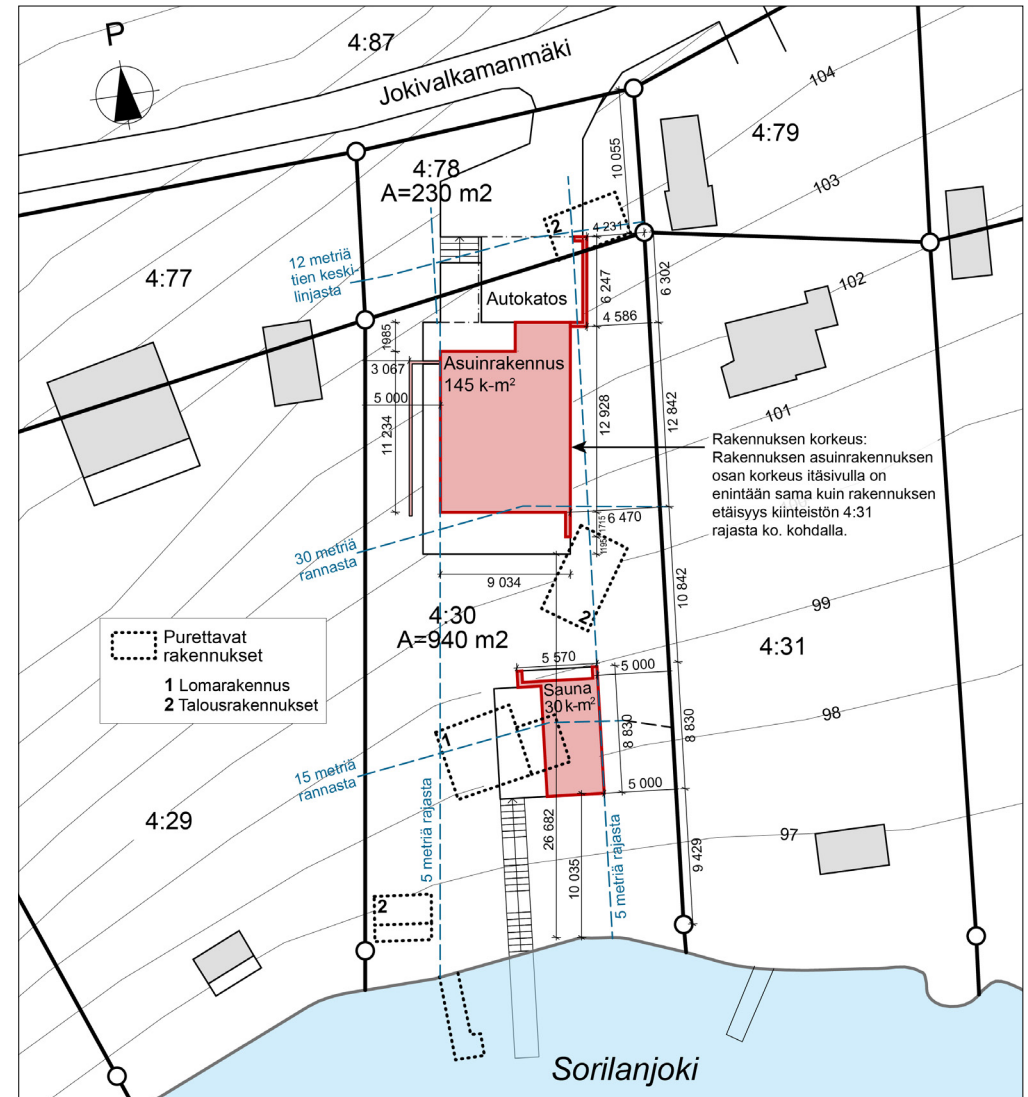 P
4:87
Jokivalkamanmäki
104
4:79
10 055
4:78
A=230 m2
103
2
4 231
12 metriä
tien keski-
linjasta
4:77
6 247
6 302
102
Autokatos
4 586
1985
3 067
Asuinrakennus
145 k-m²
5 000
11 234
12 928
12 842
101
Rakennuksen korkeus:
Rakennuksen asuinrakennuksen
osan korkeus itäsivulla on
enintään sama kuin rakennuksen
etäisyys kiinteistön 4:31
rajasta ko. kohdalla.
6 470
1715
1195
30 metriä
rannasta
9 034
10 842
2
4:30
A=940 m2
99
4:31
Purettavat
rakennukset
1 Lomarakennus
2 Talousrakennukset
5 570
5 000
Sauna
30 k-m²
98
8 830
8 830
1
15 metriä
rannasta
5 000
4:29
5 metriä rajasta
26 682
10 035
5 metriä rajasta
9 429
97
2
Sorilanjoki